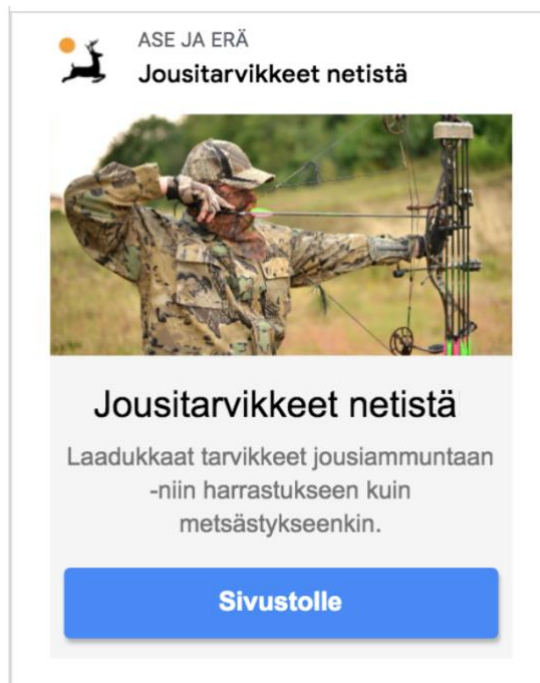 ASE JA ERÄ
Jousitarvikkeet netistä
Jousitarvikkeet netistä
Laadukkaat tarvikkeet jousiammuntaan
-niin harrastukseen kuin
metsästykseenkin.
Sivustolle